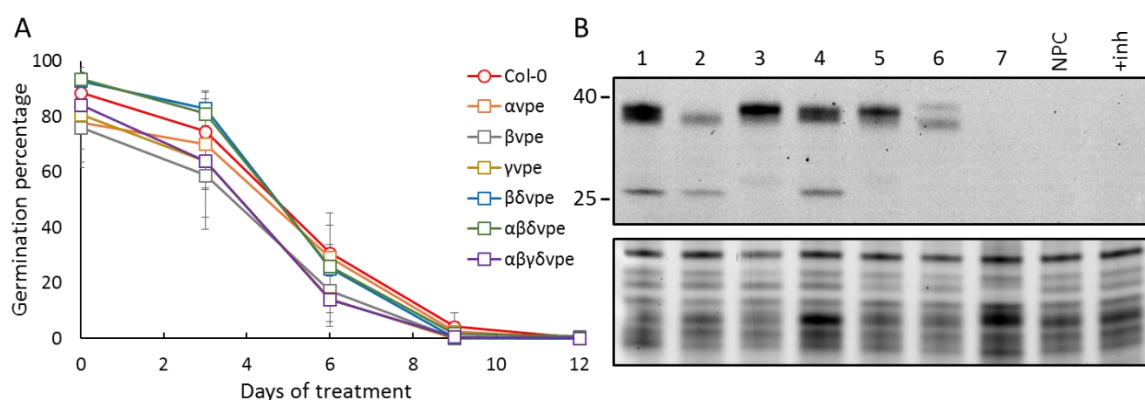 A
Germination percentage
100
80
60
40
20
0
0 2 4 6 8 10 12
Days of treatment
Col-0
αvpe
βvpe
γvpe
βδvpe
αβδvpe
αβγδvpe
B
1 2 3 4 5 6 7 NPC +inh
40
25